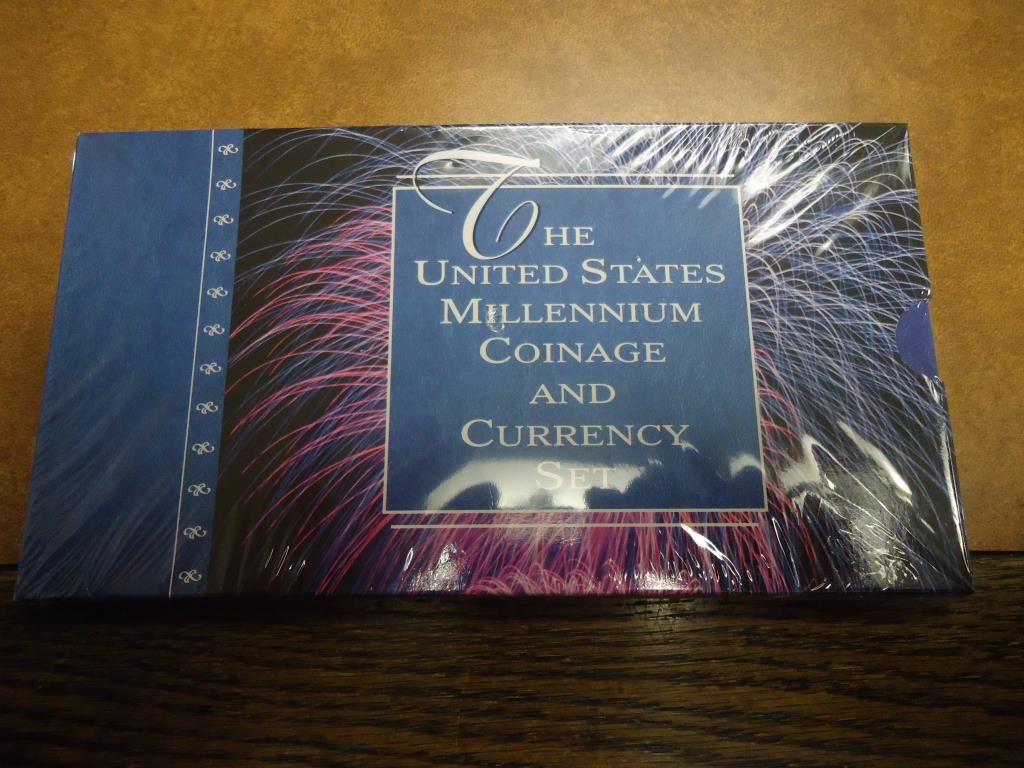 The
United States
Millennium
Coinage
and
Currency
Set